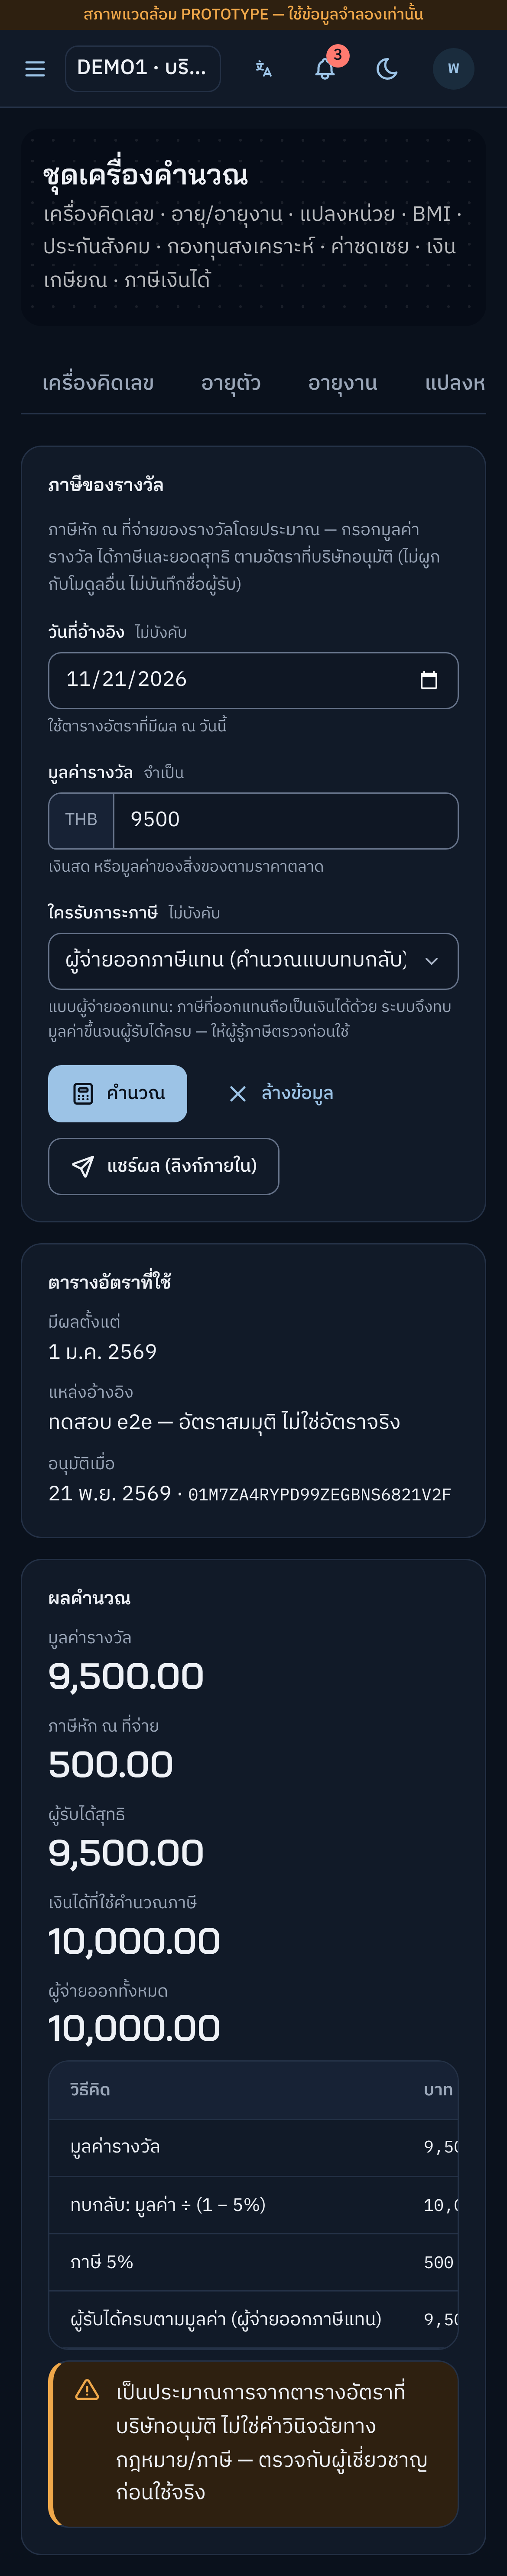 สภาพแวดล้อม PROTOTYPE — ใช้ข้อมูลจำลองเท่านั้น
DEMO1 · บริ...
3
พ
ชุดเครื่องคำนวณ
เครื่องคิดเลข · อายุ/อายุงาน · แปลงหน่วย · BMI ·
ประกันสังคม · กองทุนสงเคราะห์ · ค่าชดเชย · เงิน
เกษียณ · ภาษีเงินได้
เครื่องคิดเลข อายุตัว อายุงาน แปลงห
ภาษีของรางวัล
ภาษีหัก ณ ที่จ่ายของรางวัลโดยประมาณ — กรอกมูลค่า
รางวัล ได้ภาษีและยอดสุทธิ ตามอัตราที่บริษัทอนุมัติ (ไม่ผูก
กับโมดูลอื่น ไม่บันทึกชื่อผู้รับ)
วันที่อ้างอิง ไม่บังคับ
11/21/2026
ใช้ตารางอัตราที่มีผล ณ วันนี้
มูลค่ารางวัล จำเป็น
THB 9500
เงินสด หรือมูลค่าของสิ่งของตามราคาตลาด
ใครรับภาระภาษี ไม่บังคับ
ผู้จ่ายออกภาษีแทน (คำนวณแบบทบกลับ)
แบบผู้จ่ายออกแทน: ภาษีที่ออกแทนถือเป็นเงินได้ด้วย ระบบจึงทบ
มูลค่าขึ้นจนผู้รับได้ครบ — ให้ผู้รู้ภาษีตรวจก่อนใช้
คำนวณ ล้างข้อมูล
แชร์ผล (ลิงก์ภายใน)
ตารางอัตราที่ใช้
มีผลตั้งแต่
1 ม.ค. 2569
แหล่งอ้างอิง
ทดสอบ e2e — อัตราสมมุติ ไม่ใช่อัตราจริง
อนุมัติเมื่อ
21 พ.ย. 2569 · 01M7ZA4RYPD99ZEGBNS6821V2F
ผลคำนวณ
มูลค่ารางวัล
9,500.00
ภาษีหัก ณ ที่จ่าย
500.00
ผู้รับได้สุทธิ
9,500.00
เงินได้ที่ใช้คำนวณภาษี
10,000.00
ผู้จ่ายออกทั้งหมด
10,000.00
วิธีคิด บาท
มูลค่ารางวัล 9,50
ทบกลับ: มูลค่า ÷ (1 − 5%) 10,0
ภาษี 5% 500
ผู้รับได้ครบตามมูลค่า (ผู้จ่ายออกภาษีแทน) 9,50
เป็นประมาณการจากตารางอัตราที่
บริษัทอนุมัติ ไม่ใช่คำวินิจฉัยทาง
กฎหมาย/ภาษี — ตรวจกับผู้เชี่ยวชาญ
ก่อนใช้จริง